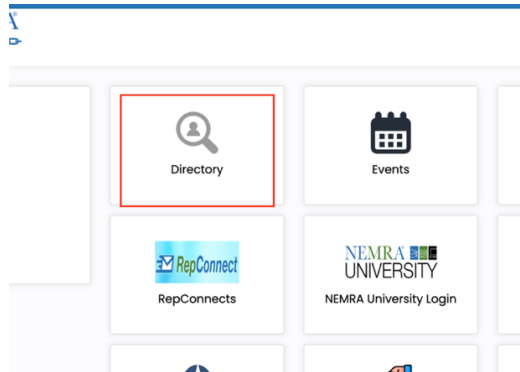 Directory
Events
RepConnect
RepConnects
NEMRA
UNIVERSITY
NEMRA University Login